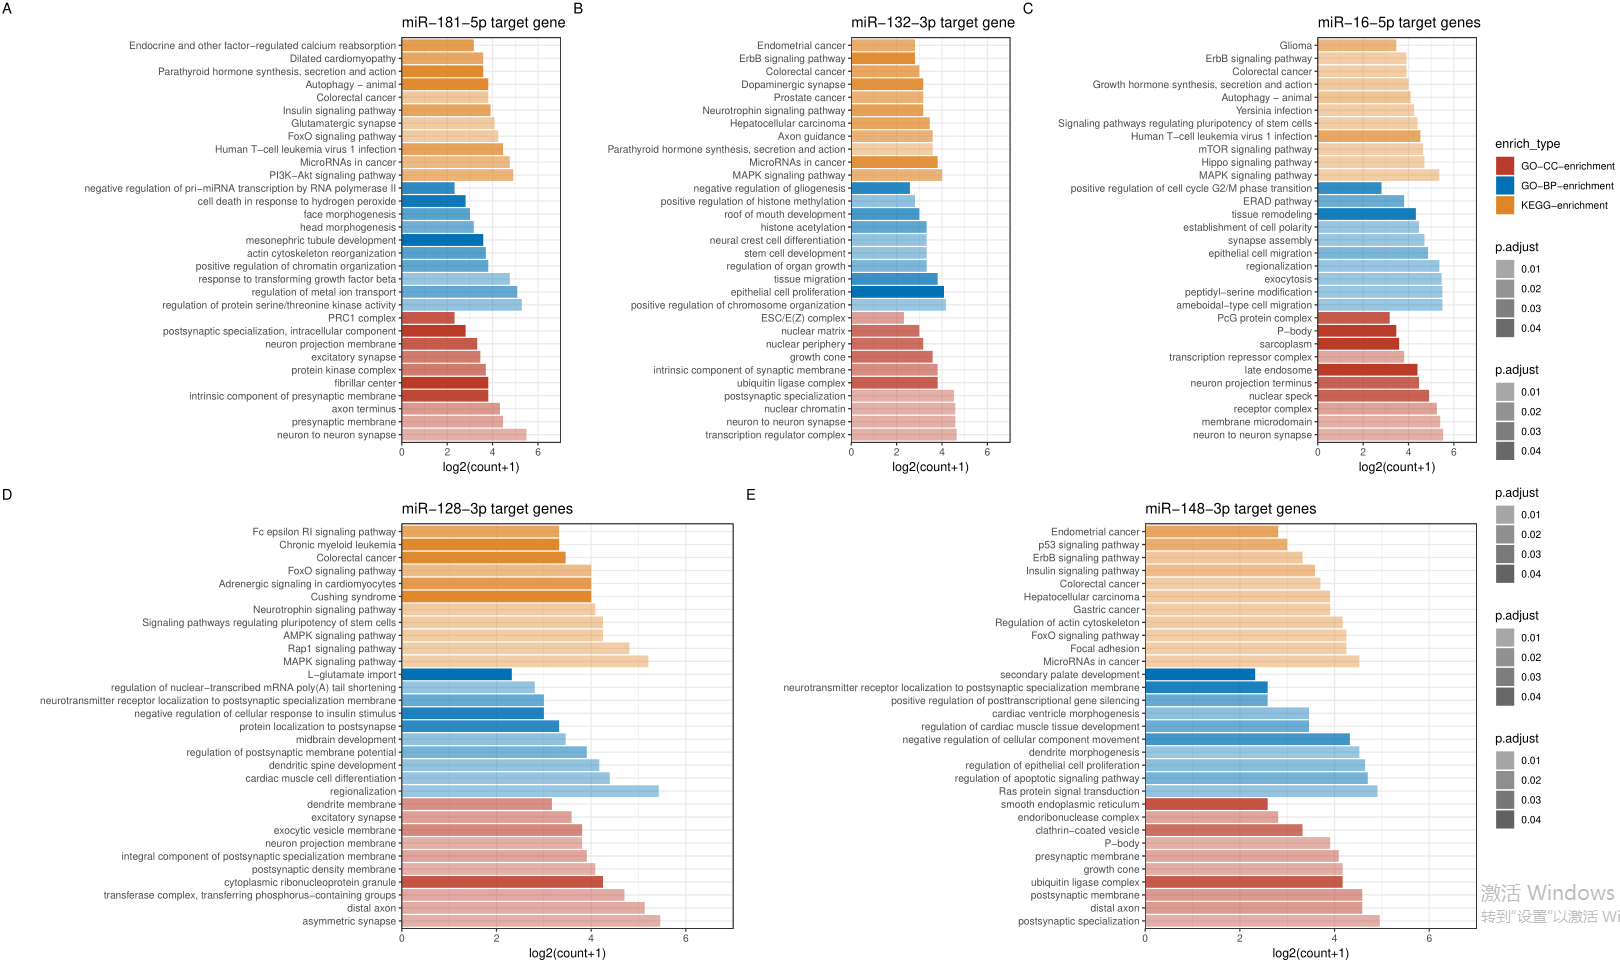 A
miR−181−5p target gene
Endocrine and other factor−regulated calcium reabsorption
Dilated cardiomyopathy
Parathyroid hormone synthesis, secretion and action
Autophagy − animal
Colorectal cancer
Insulin signaling pathway
Glutamatergic synapse
FoxO signaling pathway
Human T−cell leukemia virus 1 infection
MicroRNAs in cancer
PI3K−Akt signaling pathway
negative regulation of pri−miRNA transcription by RNA polymerase II
cell death in response to hydrogen peroxide
face morphogenesis
head morphogenesis
mesonephric tubule development
actin cytoskeleton reorganization
positive regulation of chromatin organization
response to transforming growth factor beta
regulation of metal ion transport
regulation of protein serine/threonine kinase activity
PRC1 complex
postsynaptic specialization, intracellular component
neuron projection membrane
excitatory synapse
protein kinase complex
fibrillar center
intrinsic component of presynaptic membrane
axon terminus
presynaptic membrane
neuron to neuron synapse
0 2 4 6
log2(count+1)
B
miR−132−3p target gene
Endometrial cancer
ErbB signaling pathway
Colorectal cancer
Dopaminergic synapse
Prostate cancer
Neurotrophin signaling pathway
Hepatocellular carcinoma
Axon guidance
Parathyroid hormone synthesis, secretion and action
MicroRNAs in cancer
MAPK signaling pathway
negative regulation of gliogenesis
positive regulation of histone methylation
roof of mouth development
histone acetylation
neural crest cell differentiation
stem cell development
regulation of organ growth
tissue migration
epithelial cell proliferation
positive regulation of chromosome organization
ESC/E(Z) complex
nuclear matrix
nuclear periphery
growth cone
intrinsic component of synaptic membrane
ubiquitin ligase complex
postsynaptic specialization
nuclear chromatin
neuron to neuron synapse
transcription regulator complex
0 2 4 6
log2(count+1)
C
miR−16−5p target genes
Glioma
ErbB signaling pathway
Colorectal cancer
Growth hormone synthesis, secretion and action
Autophagy − animal
Yersinia infection
Signaling pathways regulating pluripotency of stem cells
Human T−cell leukemia virus 1 infection
mTOR signaling pathway
Hippo signaling pathway
MAPK signaling pathway
positive regulation of cell cycle G2/M phase transition
ERAD pathway
tissue remodeling
establishment of cell polarity
synapse assembly
epithelial cell migration
regionalization
exocytosis
peptidyl−serine modification
ameboidal−type cell migration
PcG protein complex
P−body
sarcoplasm
transcription repressor complex
late endosome
neuron projection terminus
nuclear speck
receptor complex
membrane microdomain
neuron to neuron synapse
0 2 4 6
log2(count+1)
enrich_type
GO−CC−enrichment
GO−BP−enrichment
KEGG−enrichment
p.adjust
0.01
0.02
0.03
0.04
p.adjust
0.01
0.02
0.03
0.04
p.adjust
0.01
0.02
0.03
0.04
p.adjust
0.01
0.02
0.03
0.04
p.adjust
0.01
0.02
0.03
0.04
D
miR−128−3p target genes
Fc epsilon RI signaling pathway
Chronic myeloid leukemia
Colorectal cancer
FoxO signaling pathway
Adrenergic signaling in cardiomyocytes
Cushing syndrome
Neurotrophin signaling pathway
Signaling pathways regulating pluripotency of stem cells
AMPK signaling pathway
Rap1 signaling pathway
MAPK signaling pathway
L−glutamate import
regulation of nuclear−transcribed mRNA poly(A) tail shortening
neurotransmitter receptor localization to postsynaptic specialization membrane
negative regulation of cellular response to insulin stimulus
protein localization to postsynapse
midbrain development
regulation of postsynaptic membrane potential
dendritic spine development
cardiac muscle cell differentiation
regionalization
dendrite membrane
excitatory synapse
exocytic vesicle membrane
neuron projection membrane
integral component of postsynaptic specialization membrane
postsynaptic density membrane
cytoplasmic ribonucleoprotein granule
transferase complex, transferring phosphorus−containing groups
distal axon
asymmetric synapse
0 2 4 6
log2(count+1)
E
miR−148−3p target genes
Endometrial cancer
p53 signaling pathway
ErbB signaling pathway
Insulin signaling pathway
Colorectal cancer
Hepatocellular carcinoma
Gastric cancer
Regulation of actin cytoskeleton
FoxO signaling pathway
Focal adhesion
MicroRNAs in cancer
secondary palate development
neurotransmitter receptor localization to postsynaptic specialization membrane
positive regulation of posttranscriptional gene silencing
cardiac ventricle morphogenesis
regulation of cardiac muscle tissue development
negative regulation of cellular component movement
dendrite morphogenesis
regulation of epithelial cell proliferation
regulation of apoptotic signaling pathway
Ras protein signal transduction
smooth endoplasmic reticulum
endoribonuclease complex
clathrin−coated vesicle
P−body
presynaptic membrane
growth cone
ubiquitin ligase complex
postsynaptic membrane
distal axon
postsynaptic specialization
0 2 4 6
log2(count+1)
激活 Windows
转到"设置"以激活 Wi